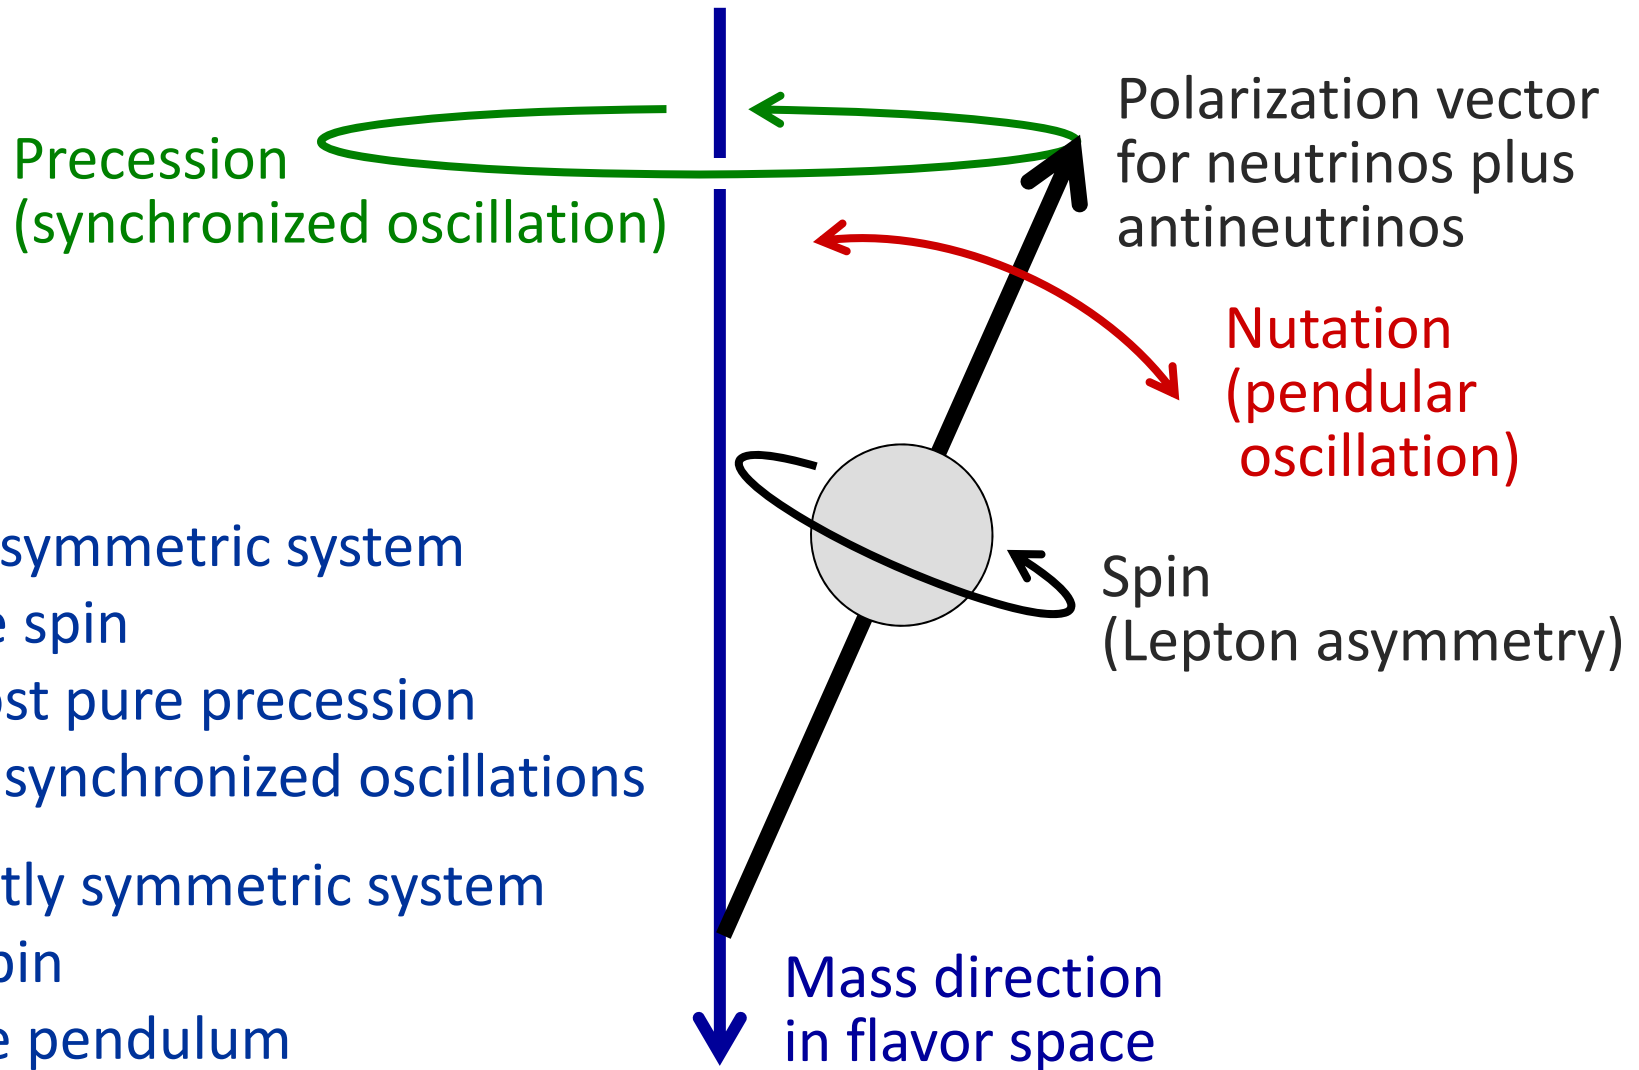 Polarization vector
for neutrinos plus
antineutrinos
Precession
(synchronized oscillation)
Nutation
(pendular
oscillation)
Spin
(Lepton asymmetry)
symmetric system
spin
pure precession
synchronized oscillations
symmetric system
pendulum
Mass direction
in flavor space